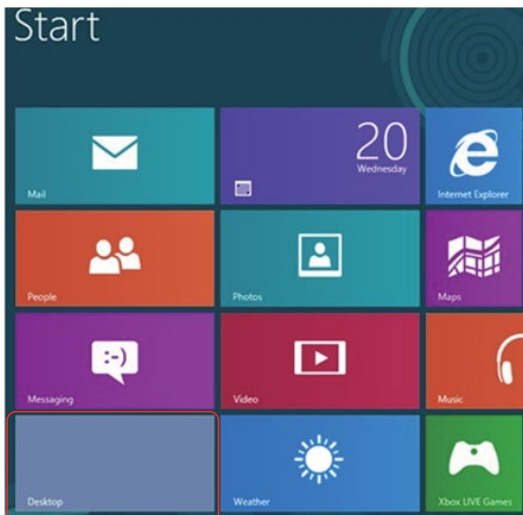 Start
20
Wednesday
Mail
Internet Explorer
People
Photos
Maps
:-)
Messaging
Video
Music
Desktop
Weather
Xbox LIVE Games